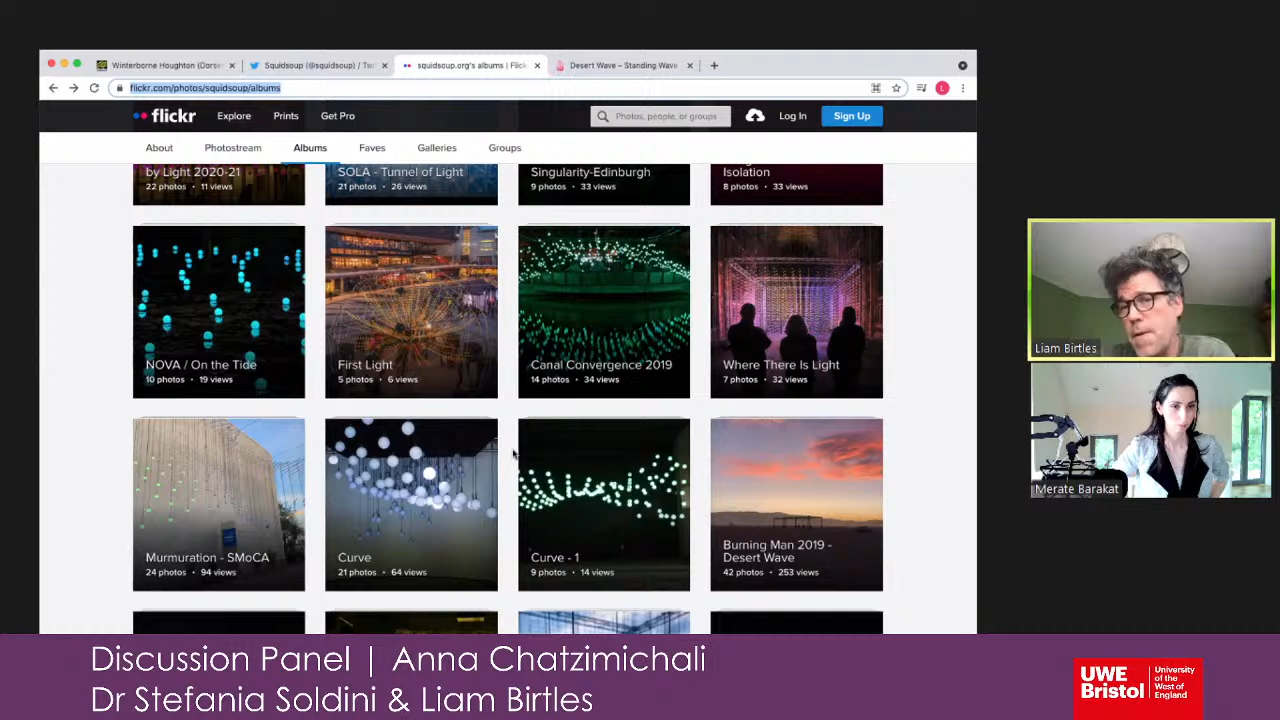 Winterborne Houghton (Dorse
Squidsoup (@squidsoup) / Tw
squidsoup.org's albums | Flick
Desert Wave – Standing Wave
flickr.com/photos/squidsoup/albums
flickr
Explore
Prints
Get Pro
Photos, people, or groups
Log In
Sign Up
About
Photostream
Albums
Faves
Galleries
Groups
by Light 2020-21
22 photos • 11 views
SOLA - Tunnel of Light
21 photos • 26 views
Singularity-Edinburgh
9 photos • 33 views
Isolation
8 photos • 33 views
NOVA / On the Tide
10 photos • 19 views
First Light
5 photos • 6 views
Canal Convergence 2019
14 photos • 34 views
Where There Is Light
7 photos • 32 views
Murmuration - SMoCA
24 photos • 94 views
Curve
21 photos • 64 views
Curve - 1
9 photos • 14 views
Burning Man 2019 -
Desert Wave
42 photos • 253 views
Liam Birtles
Merate Barakat
Discussion Panel | Anna Chatzimichali
Dr Stefania Soldini & Liam Birtles
UWE
Bristol
University
of the
West of
England